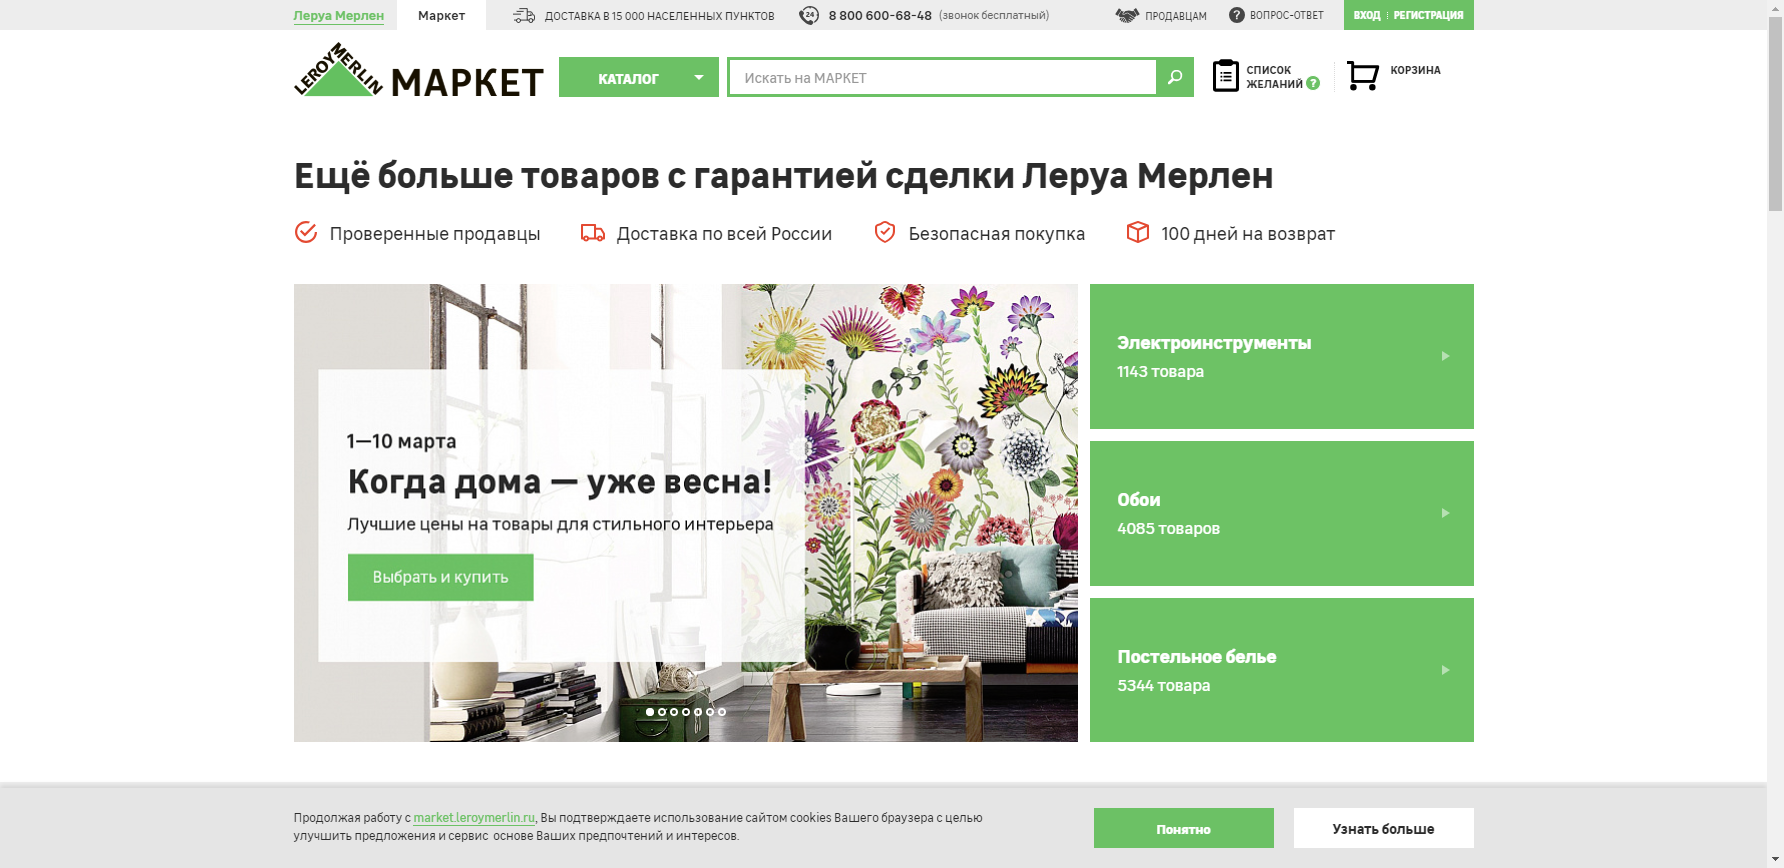 Леруа Мерлен
Маркет
ДОСТАВКА В 15 000 НАСЕЛЕННЫХ ПУНКТОВ
24
8 800 600-68-48 (звонок бесплатный)
ПРОДАВЦАМ
? ВОПРОС-ОТВЕТ
ВХОД
РЕГИСТРАЦИЯ
LEROY MERLIN МАРКЕТ
КАТАЛОГ
Искать на МАРКЕТ
СПИСОК
ЖЕЛАНИЙ ?
КОРЗИНА
Ещё больше товаров с гарантией сделки Леруа Мерлен
Проверенные продавцы
Доставка по всей России
Безопасная покупка
100 дней на возврат
1—10 марта
Когда дома — уже весна!
Лучшие цены на товары для стильного интерьера
Выбрать и купить
Электроинструменты
1143 товара
Обои
4085 товаров
Постельное белье
5344 товара
Продолжая работу с market.leroymerlin.ru, Вы подтверждаете использование сайтом cookies Вашего браузера с целью
улучшить предложения и сервис основе Ваших предпочтений и интересов.
Понятно
Узнать больше